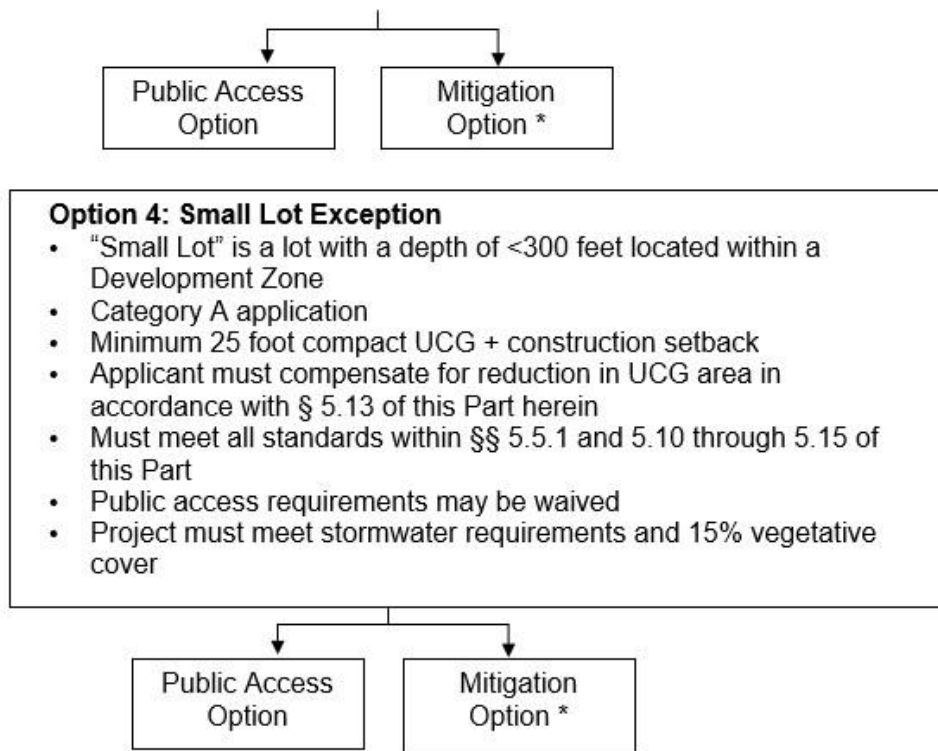 Public Access
Option
Mitigation
Option *
Option 4: Small Lot Exception
• “Small Lot” is a lot with a depth of <300 feet located within a
Development Zone
• Category A application
• Minimum 25 foot compact UCG + construction setback
• Applicant must compensate for reduction in UCG area in
accordance with § 5.13 of this Part herein
• Must meet all standards within §§ 5.5.1 and 5.10 through 5.15 of
this Part
• Public access requirements may be waived
• Project must meet stormwater requirements and 15% vegetative
cover
Public Access
Option
Mitigation
Option *